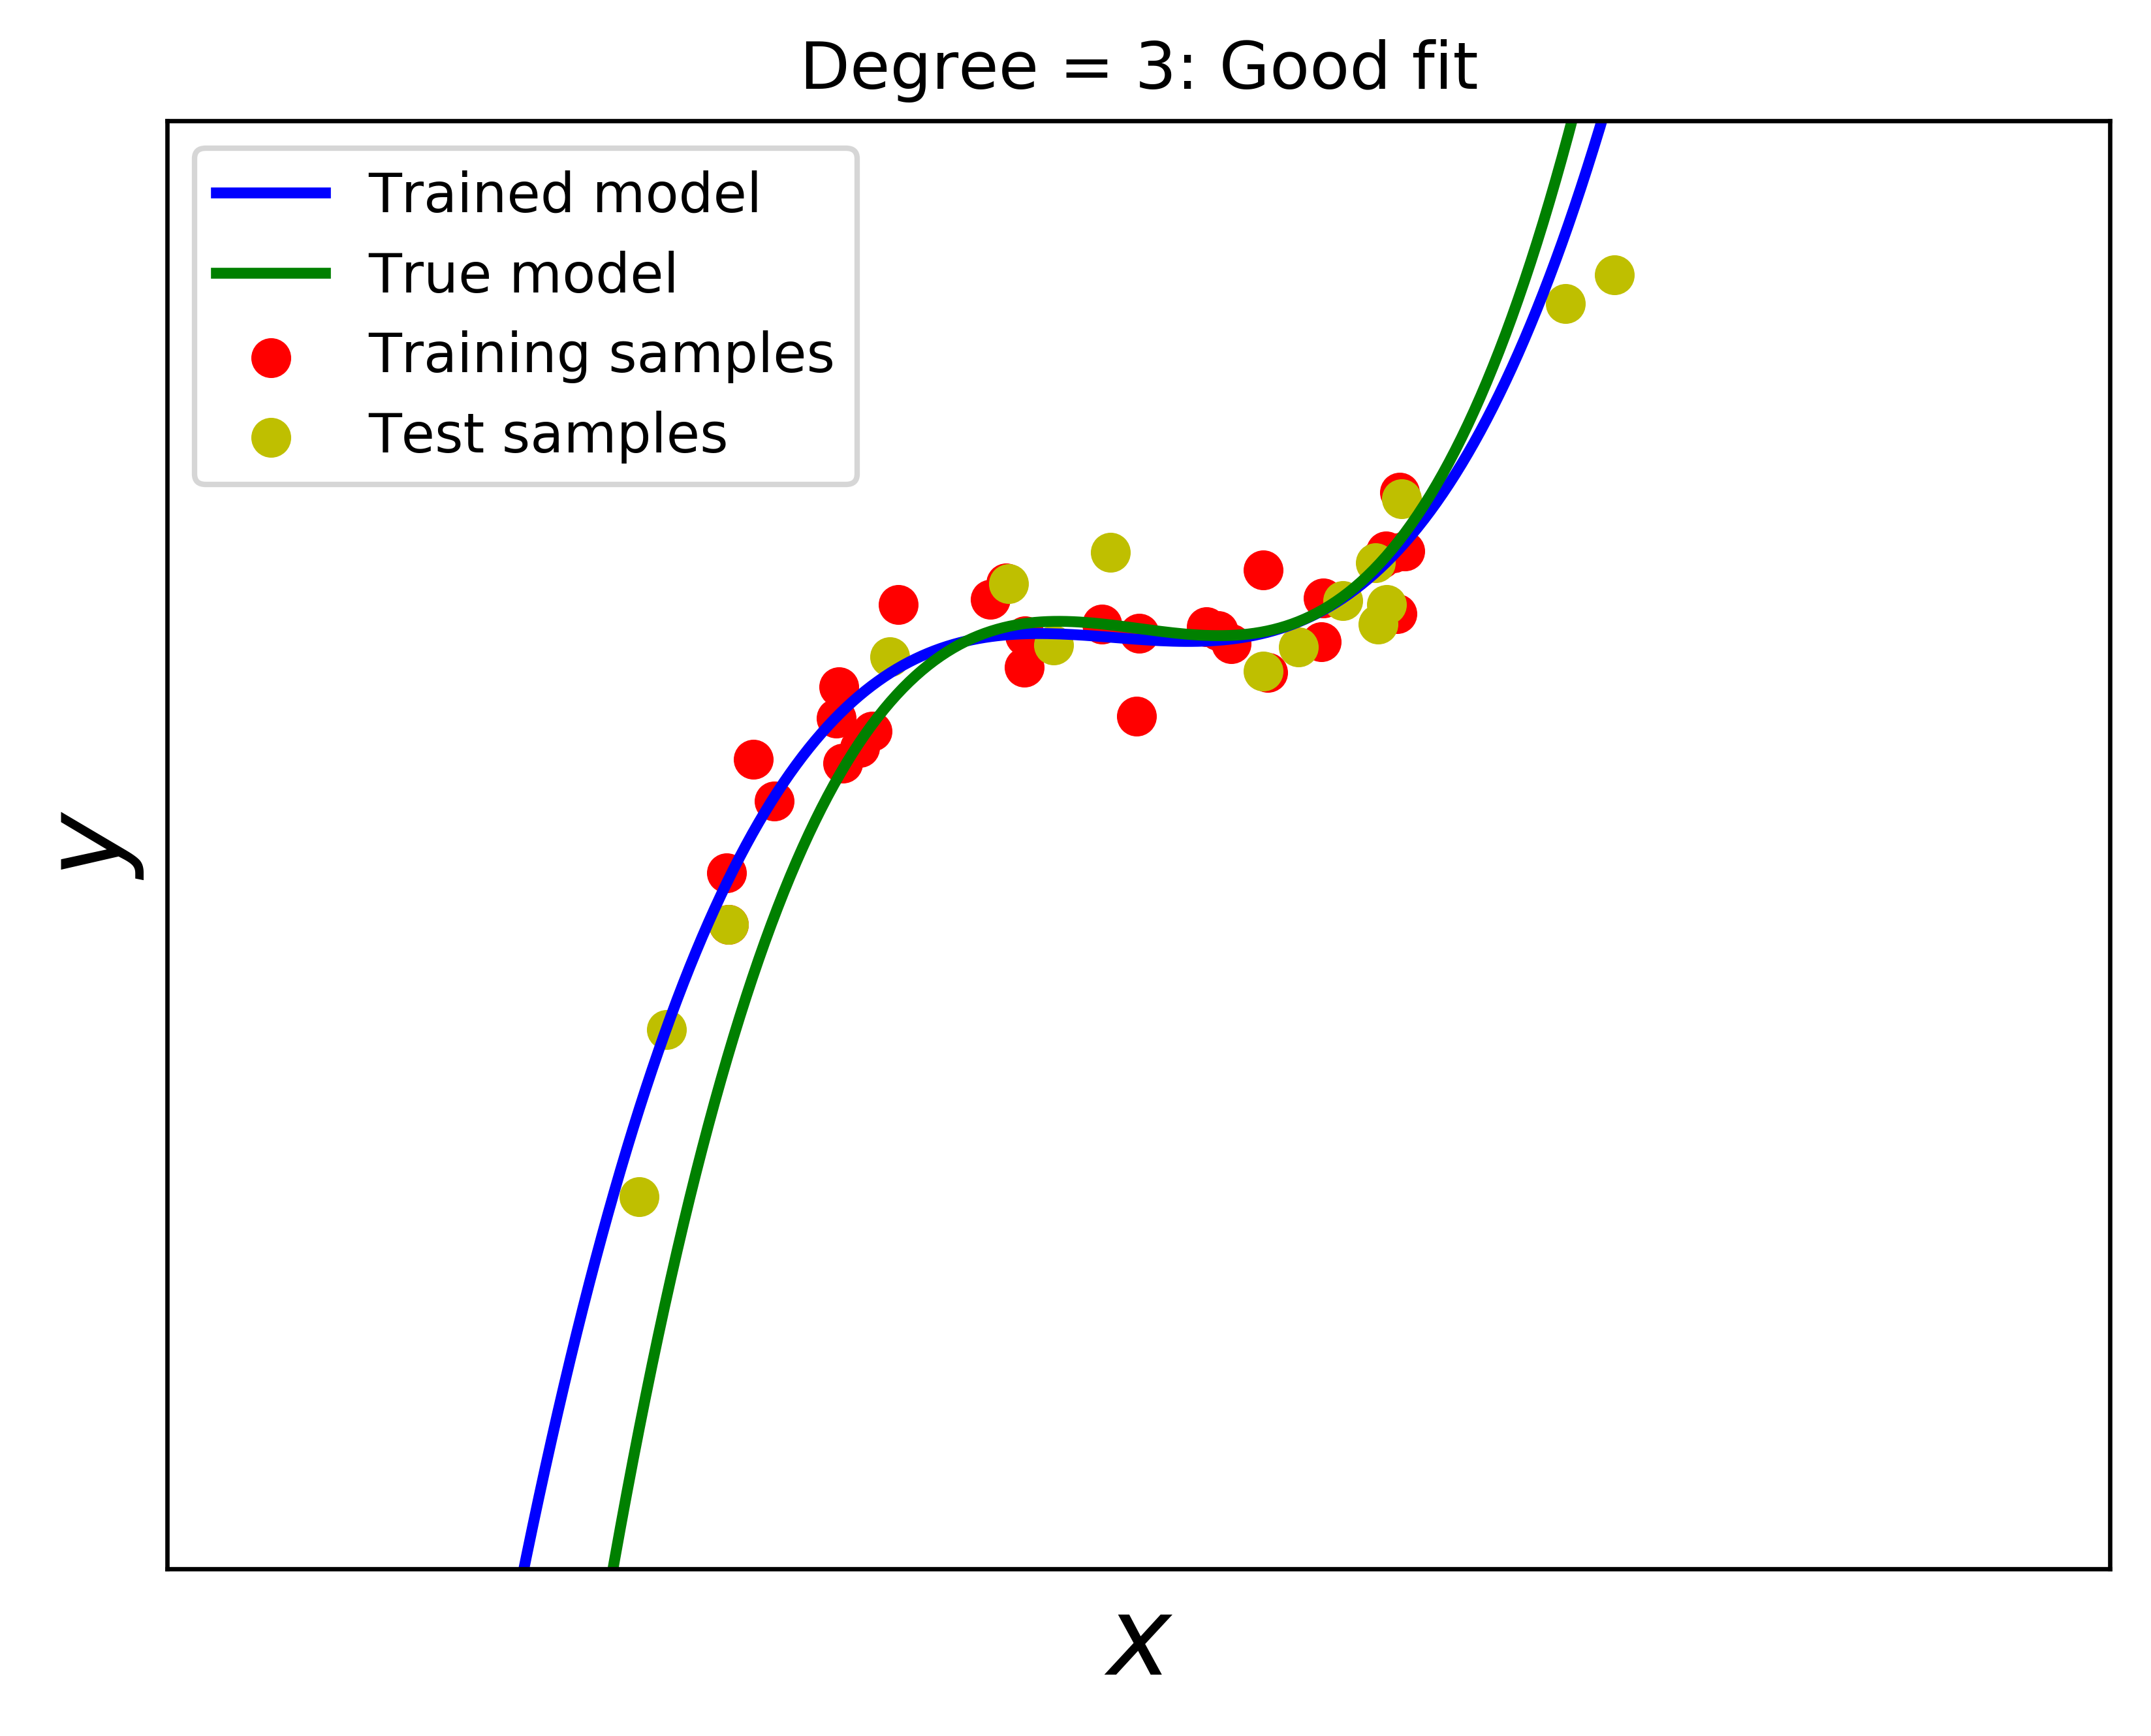 Degree = 3: Good fit
Trained model
True model
Training samples
Test samples
y
x